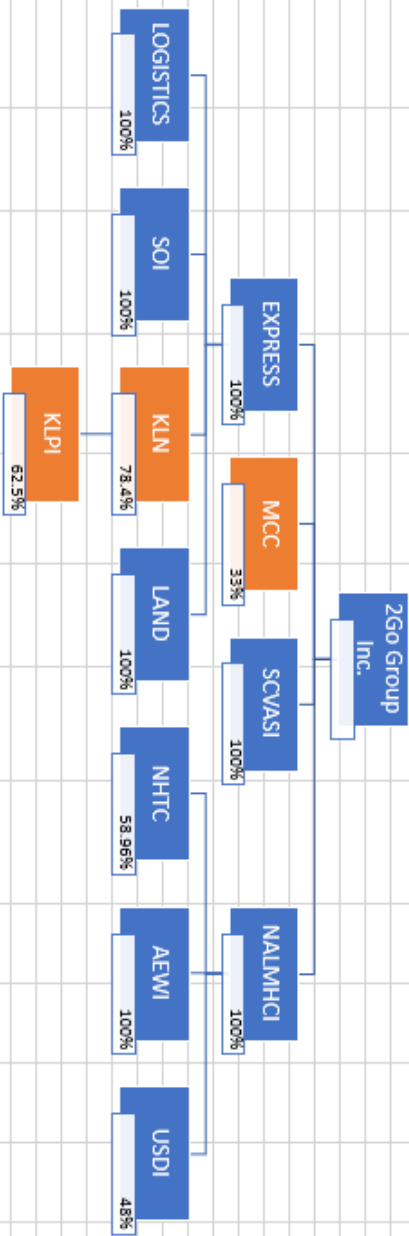 2Go Group
Inc.
EXPRESS
100%
MCC
33%
SCVASI
100%
NALMHCI
100%
LOGISTICS
100%
SOI
100%
KLN
78.4%
LAND
100%
NHTC
58.96%
AEWI
100%
USDI
48%
KLPI
62.5%